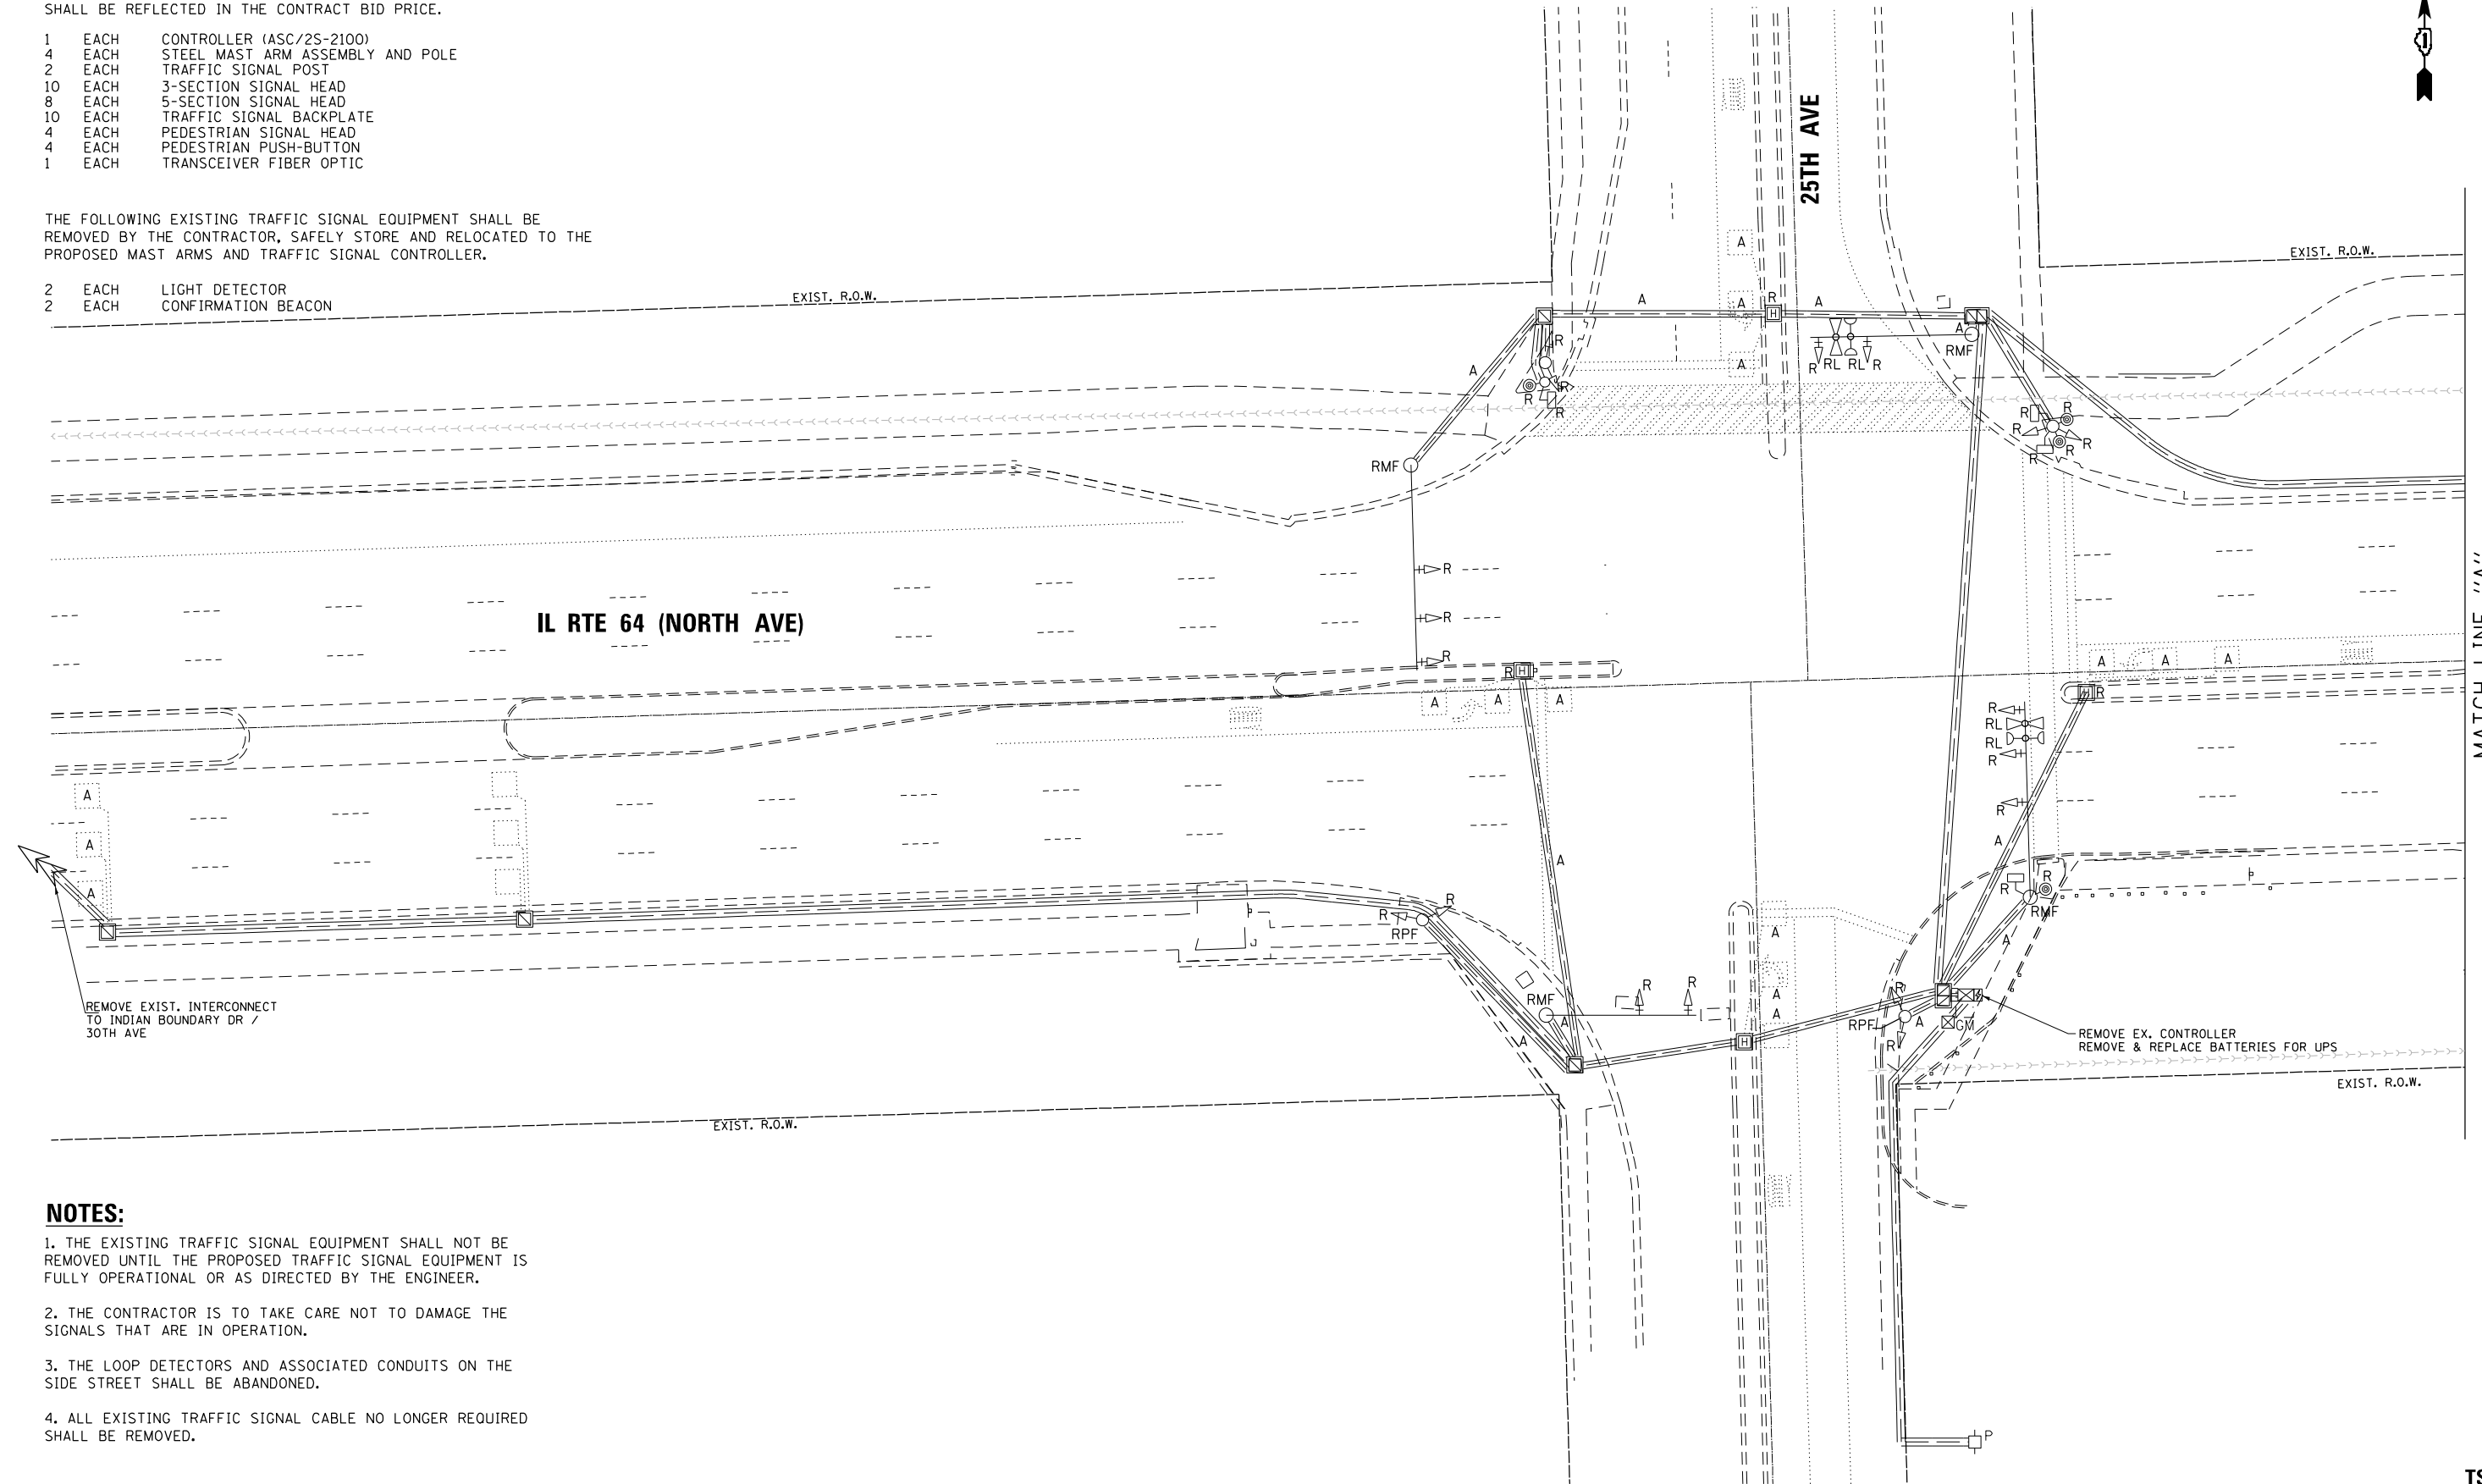 SHALL BE REFLECTED IN THE CONTRACT BID PRICE.
1 EACH CONTROLLER (ASC/2S-2100)
4 EACH STEEL MAST ARM ASSEMBLY AND POLE
2 EACH TRAFFIC SIGNAL POST
10 EACH 3-SECTION SIGNAL HEAD
8 EACH 5-SECTION SIGNAL HEAD
10 EACH TRAFFIC SIGNAL BACKPLATE
4 EACH PEDESTRIAN SIGNAL HEAD
4 EACH PEDESTRIAN PUSH-BUTTON
1 EACH TRANSCEIVER FIBER OPTIC
THE FOLLOWING EXISTING TRAFFIC SIGNAL EQUIPMENT SHALL BE
REMOVED BY THE CONTRACTOR, SAFELY STORE AND RELOCATED TO THE
PROPOSED MAST ARMS AND TRAFFIC SIGNAL CONTROLLER.
2 EACH LIGHT DETECTOR
2 EACH CONFIRMATION BEACON
EXIST. R.O.W.
25TH AVE
EXIST. R.O.W.
A
A
A
R
A
A
A
RMF
R
RL
RL
R
A
A
R
R
R
R
RMF
R
R
R
R
R
R
R
R
R
IL RTE 64 (NORTH AVE)
R
H
A
A
A
A
A
A
R
R
RL
RL
R
R
MATCH LINE "A"
A
A
A
A
A
R
R
RMF
A
R
R
RPF
RMF
A
A
R
R
H
A
A
A
R
RPF
A
R
GM
REMOVE EXIST. INTERCONNECT
TO INDIAN BOUNDARY DR /
30TH AVE
REMOVE EX. CONTROLLER
REMOVE & REPLACE BATTERIES FOR UPS
EXIST. R.O.W.
EXIST. R.O.W.
NOTES:
1. THE EXISTING TRAFFIC SIGNAL EQUIPMENT SHALL NOT BE
REMOVED UNTIL THE PROPOSED TRAFFIC SIGNAL EQUIPMENT IS
FULLY OPERATIONAL OR AS DIRECTED BY THE ENGINEER.
2. THE CONTRACTOR IS TO TAKE CARE NOT TO DAMAGE THE
SIGNALS THAT ARE IN OPERATION.
3. THE LOOP DETECTORS AND ASSOCIATED CONDUITS ON THE
SIDE STREET SHALL BE ABANDONED.
4. ALL EXISTING TRAFFIC SIGNAL CABLE NO LONGER REQUIRED
SHALL BE REMOVED.
P
TS